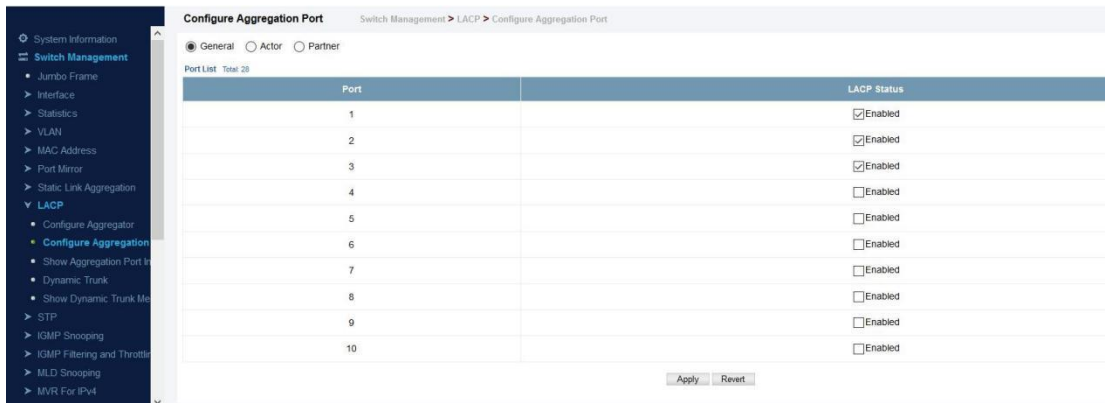 Configure Aggregation Port Switch Management > LACP > Configure Aggregation Port
System Information
Switch Management
Jumbo Frame
Interface
Statistics
VLAN
MAC Address
Port Mirror
Static Link Aggregation
LACP
Configure Aggregator
Configure Aggregation
Show Aggregation Port In
Dynamic Trunk
Show Dynamic Trunk Me
STP
IGMP Snooping
IGMP Filtering and Throttlin
MLD Snooping
MVR For IPv4
General Actor Partner
Port List Total: 28
Port LACP Status
1 Enabled
2 Enabled
3 Enabled
4 Enabled
5 Enabled
6 Enabled
7 Enabled
8 Enabled
9 Enabled
10 Enabled
Apply Revert